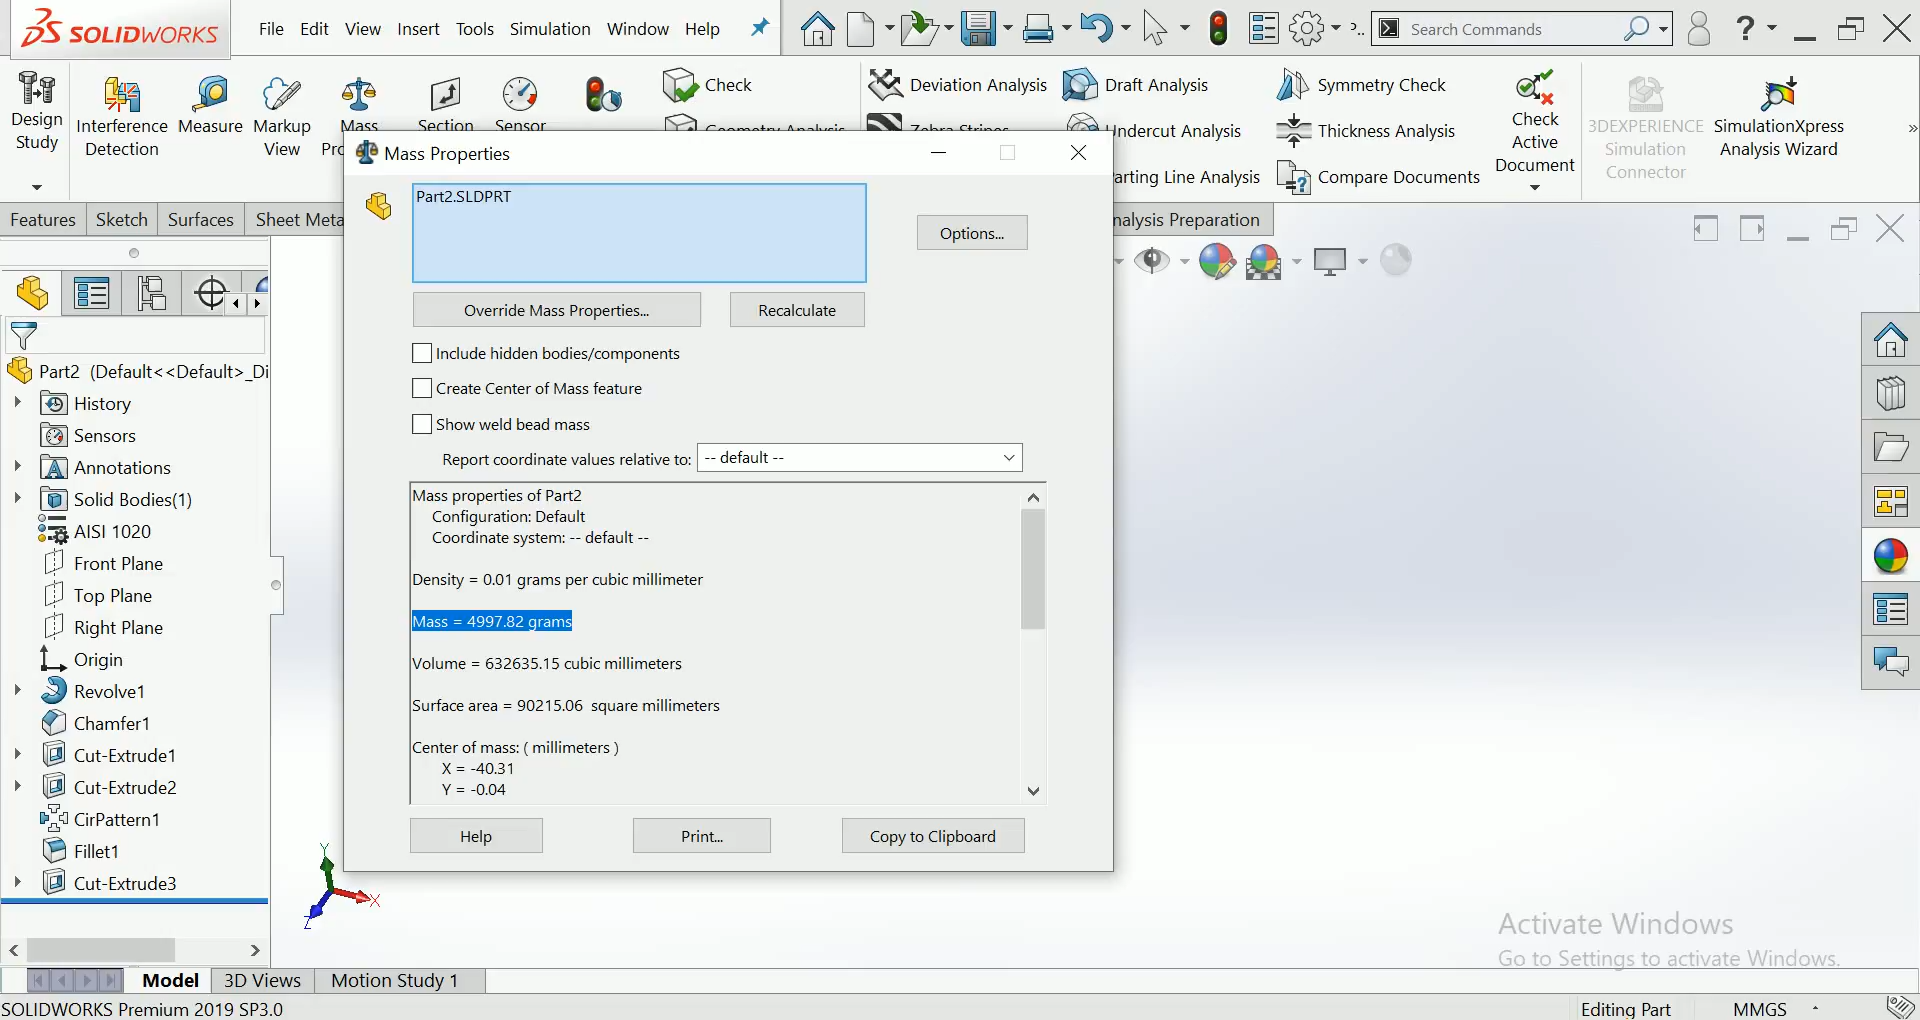 SOLIDWORKS
File Edit View Insert Tools Simulation Window Help
Search Commands
?
Design Study
Interference Detection
Measure
Markup View
Mass
Section
Sensor
Check
Deviation Analysis
Draft Analysis
Undercut Analysis
Symmetry Check
Thickness Analysis
Compare Documents
Check Active Document
3DEXPERIENCE Simulation Connector
SimulationXpress Analysis Wizard
Features Sketch Surfaces
Mass Properties
Part2.SLDPRT
Options...
Override Mass Properties...
Recalculate
Include hidden bodies/components
Create Center of Mass feature
Show weld bead mass
Report coordinate values relative to: -- default --
Mass properties of Part2
Configuration: Default
Coordinate system: -- default --
Density = 0.01 grams per cubic millimeter
Mass = 4997.82 grams
Volume = 632635.15 cubic millimeters
Surface area = 90215.06 square millimeters
Center of mass: ( millimeters )
X = -40.31
Y = -0.04
Help
Print...
Copy to Clipboard
Part2 (Default<<Default>_Di
History
Sensors
Annotations
Solid Bodies(1)
AISI 1020
Front Plane
Top Plane
Right Plane
Origin
Revolve1
Chamfer1
Cut-Extrude1
Cut-Extrude2
CirPattern1
Fillet1
Cut-Extrude3
Y
X
Z
Activate Windows
Go to Settings to activate Windows.
Model
3D Views
Motion Study 1
SOLIDWORKS Premium 2019 SP3.0
Editing Part
MMGS